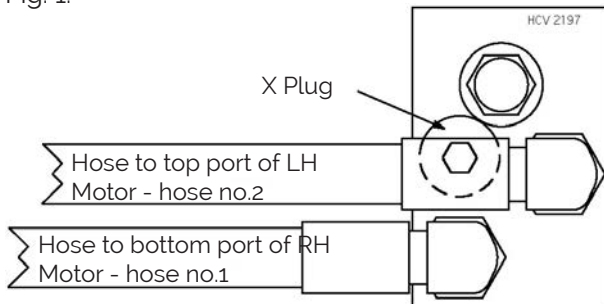 Fig. 1.
HCV 2197
X Plug
Hose to top port of LH
Motor - hose no.2
Hose to bottom port of RH
Motor - hose no.1